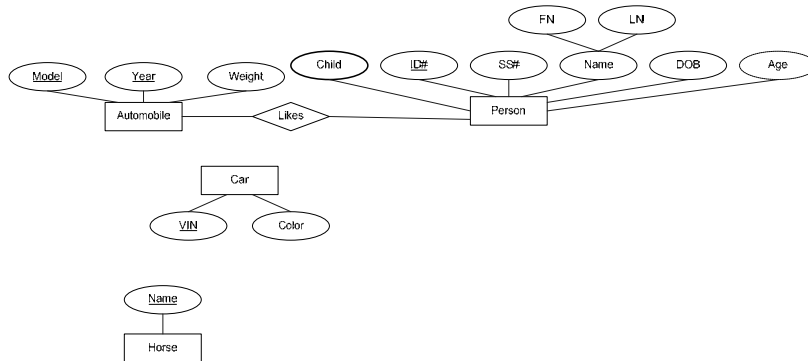 FN LN
Child ID# SS# Name DOB Age
Model Year Weight
Automobile Likes Person
Car
VIN Color
Name
Horse